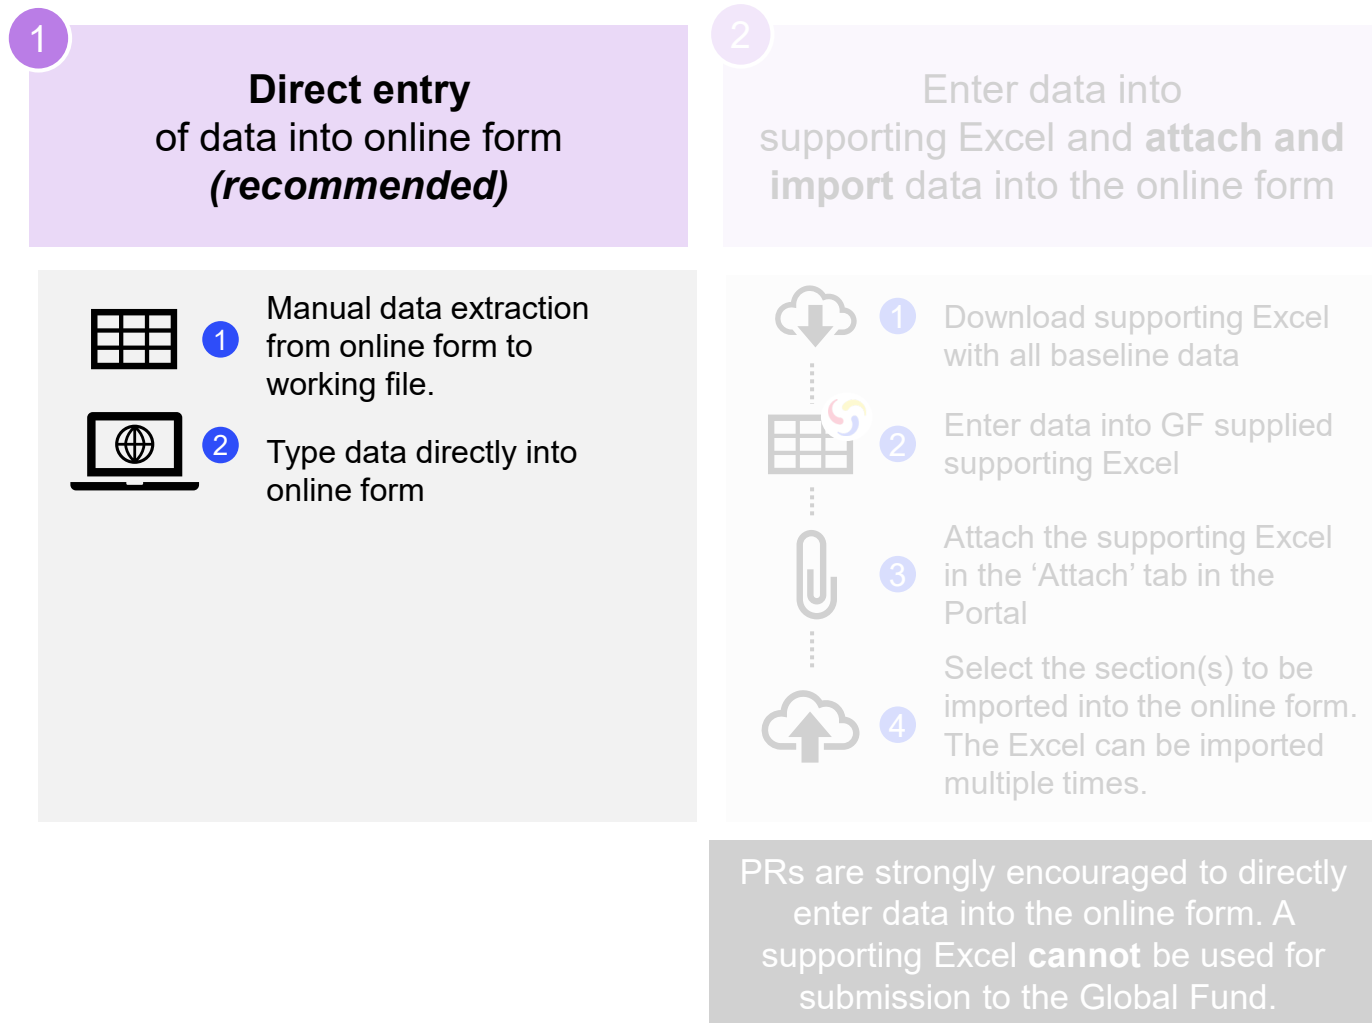 1
Direct entry
of data into online form
(recommended)
1
Manual data extraction
from online form to
working file.
2
Type data directly into
online form
2
Enter data into
supporting Excel and attach and
import data into the online form
1
Download supporting Excel
with all baseline data
2
Enter data into GF supplied
supporting Excel
3
Attach the supporting Excel
in the ‘Attach’ tab in the
Portal
4
Select the section(s) to be
imported into the online form.
The Excel can be imported
multiple times.
PRs are strongly encouraged to directly
enter data into the online form. A
supporting Excel cannot be used for
submission to the Global Fund.